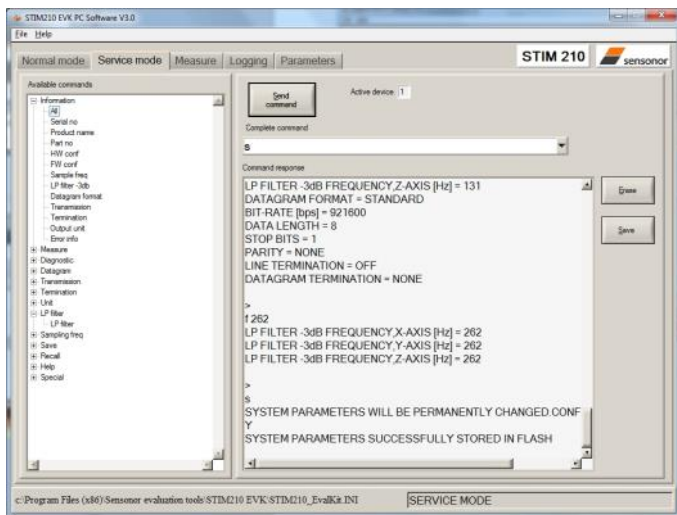 STIM210 EVK PC Software V3.0
File Help
Normal mode Service mode Measure Logging Parameters
STIM 210 sensonor
Available commands
Information
All
Serial no
Product name
Part no
HW conf
FW conf
Sample freq
LP filter -3db
Datagram format
Transmission
Termination
Output unit
Error info
Measure
Diagnostic
Datagram
Transmission
Termination
Unit
LP filter
LP filter
Sampling freq
Save
Recall
Help
Special
Send
command
Active device 1
Complete command
s
Command response
LP FILTER -3dB FREQUENCY,Z-AXIS [Hz] = 131
DATAGRAM FORMAT = STANDARD
BIT-RATE [bps] = 921600
DATA LENGTH = 8
STOP BITS = 1
PARITY = NONE
LINE TERMINATION = OFF
DATAGRAM TERMINATION = NONE
>
f 262
LP FILTER -3dB FREQUENCY,X-AXIS [Hz] = 262
LP FILTER -3dB FREQUENCY,Y-AXIS [Hz] = 262
LP FILTER -3dB FREQUENCY,Z-AXIS [Hz] = 262
>
s
SYSTEM PARAMETERS WILL BE PERMANENTLY CHANGED.CONF
Y
SYSTEM PARAMETERS SUCCESSFULLY STORED IN FLASH
Erase
Save
c:\Program Files (x86)\Sensonor evaluation tools\STIM210 EVK\STIM210_EvalKit.INI
SERVICE MODE